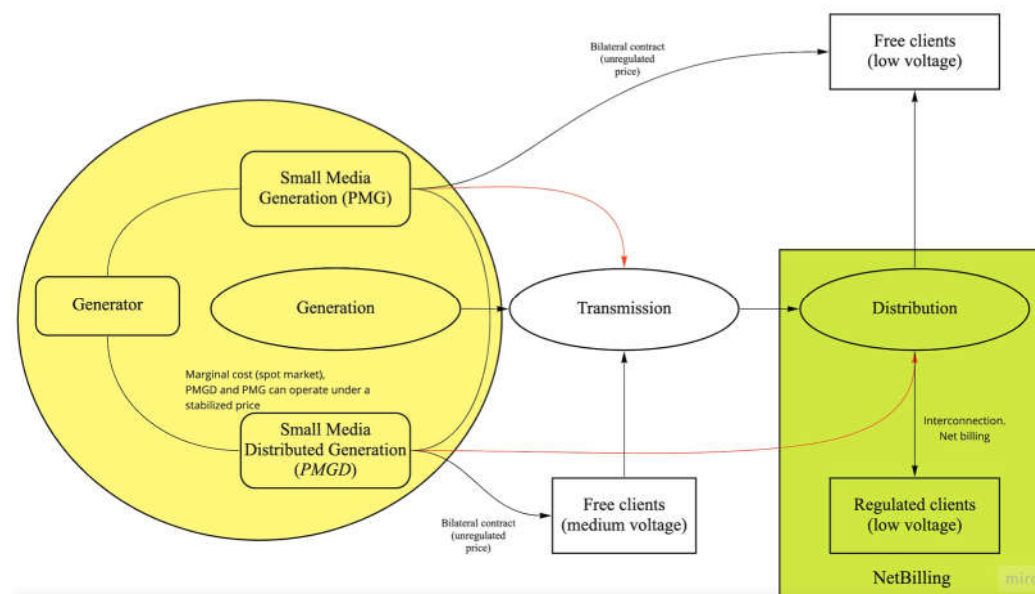 Free clients
(low voltage)
Bilateral contract
(unregulated
price)
Small Media
Generation (PMG)
Generator
Generation
Transmission
Distribution
Marginal cost (spot market),
PMGD and PMG can operate under a
stabilized price
Small Media
Distributed Generation
(PMGD)
Interconnection.
Net billing
Bilateral contract
(unregulated
price)
Free clients
(medium voltage)
Regulated clients
(low voltage)
NetBilling